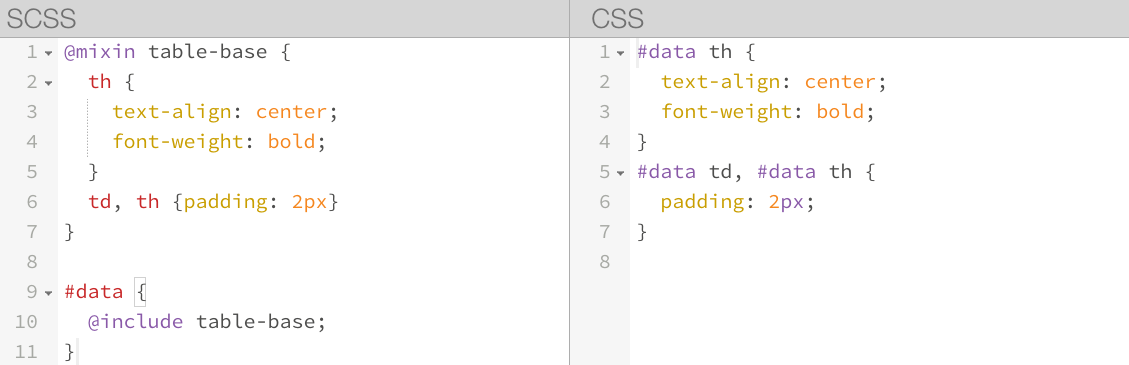 SCSS
1 @mixin table-base {
2   th {
3     text-align: center;
4     font-weight: bold;
5   }
6   td, th {padding: 2px}
7 }
8
9 #data {
10   @include table-base;
11 }
CSS
1 #data th {
2   text-align: center;
3   font-weight: bold;
4 }
5 #data td, #data th {
6   padding: 2px;
7 }
8